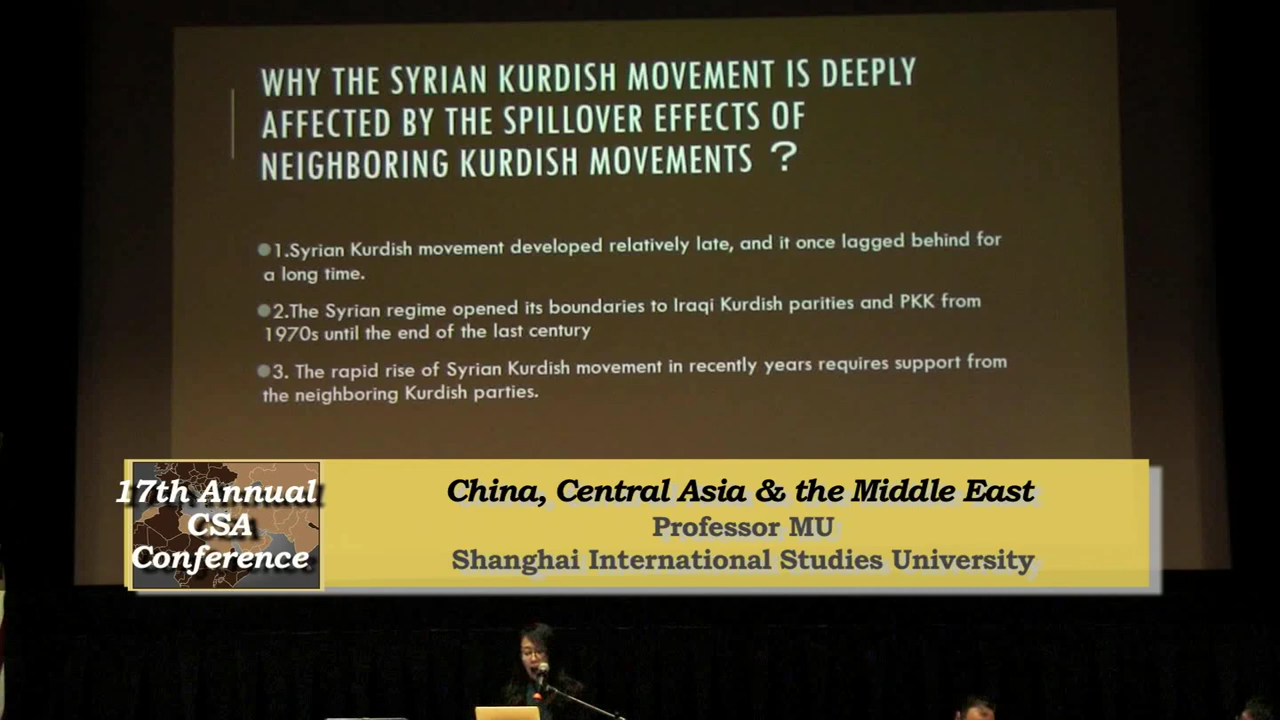 WHY THE SYRIAN KURDISH MOVEMENT IS DEEPLY
AFFECTED BY THE SPILLOVER EFFECTS OF
NEIGHBORING KURDISH MOVEMENTS ?
1.Syrian Kurdish movement developed relatively late, and it once lagged behind for
a long time.
2.The Syrian regime opened its boundaries to Iraqi Kurdish parities and PKK from
1970s until the end of the last century
3. The rapid rise of Syrian Kurdish movement in recently years requires support from
the neighboring Kurdish parties.
17th Annual
CSA
Conference
China, Central Asia & the Middle East
Professor MU
Shanghai International Studies University